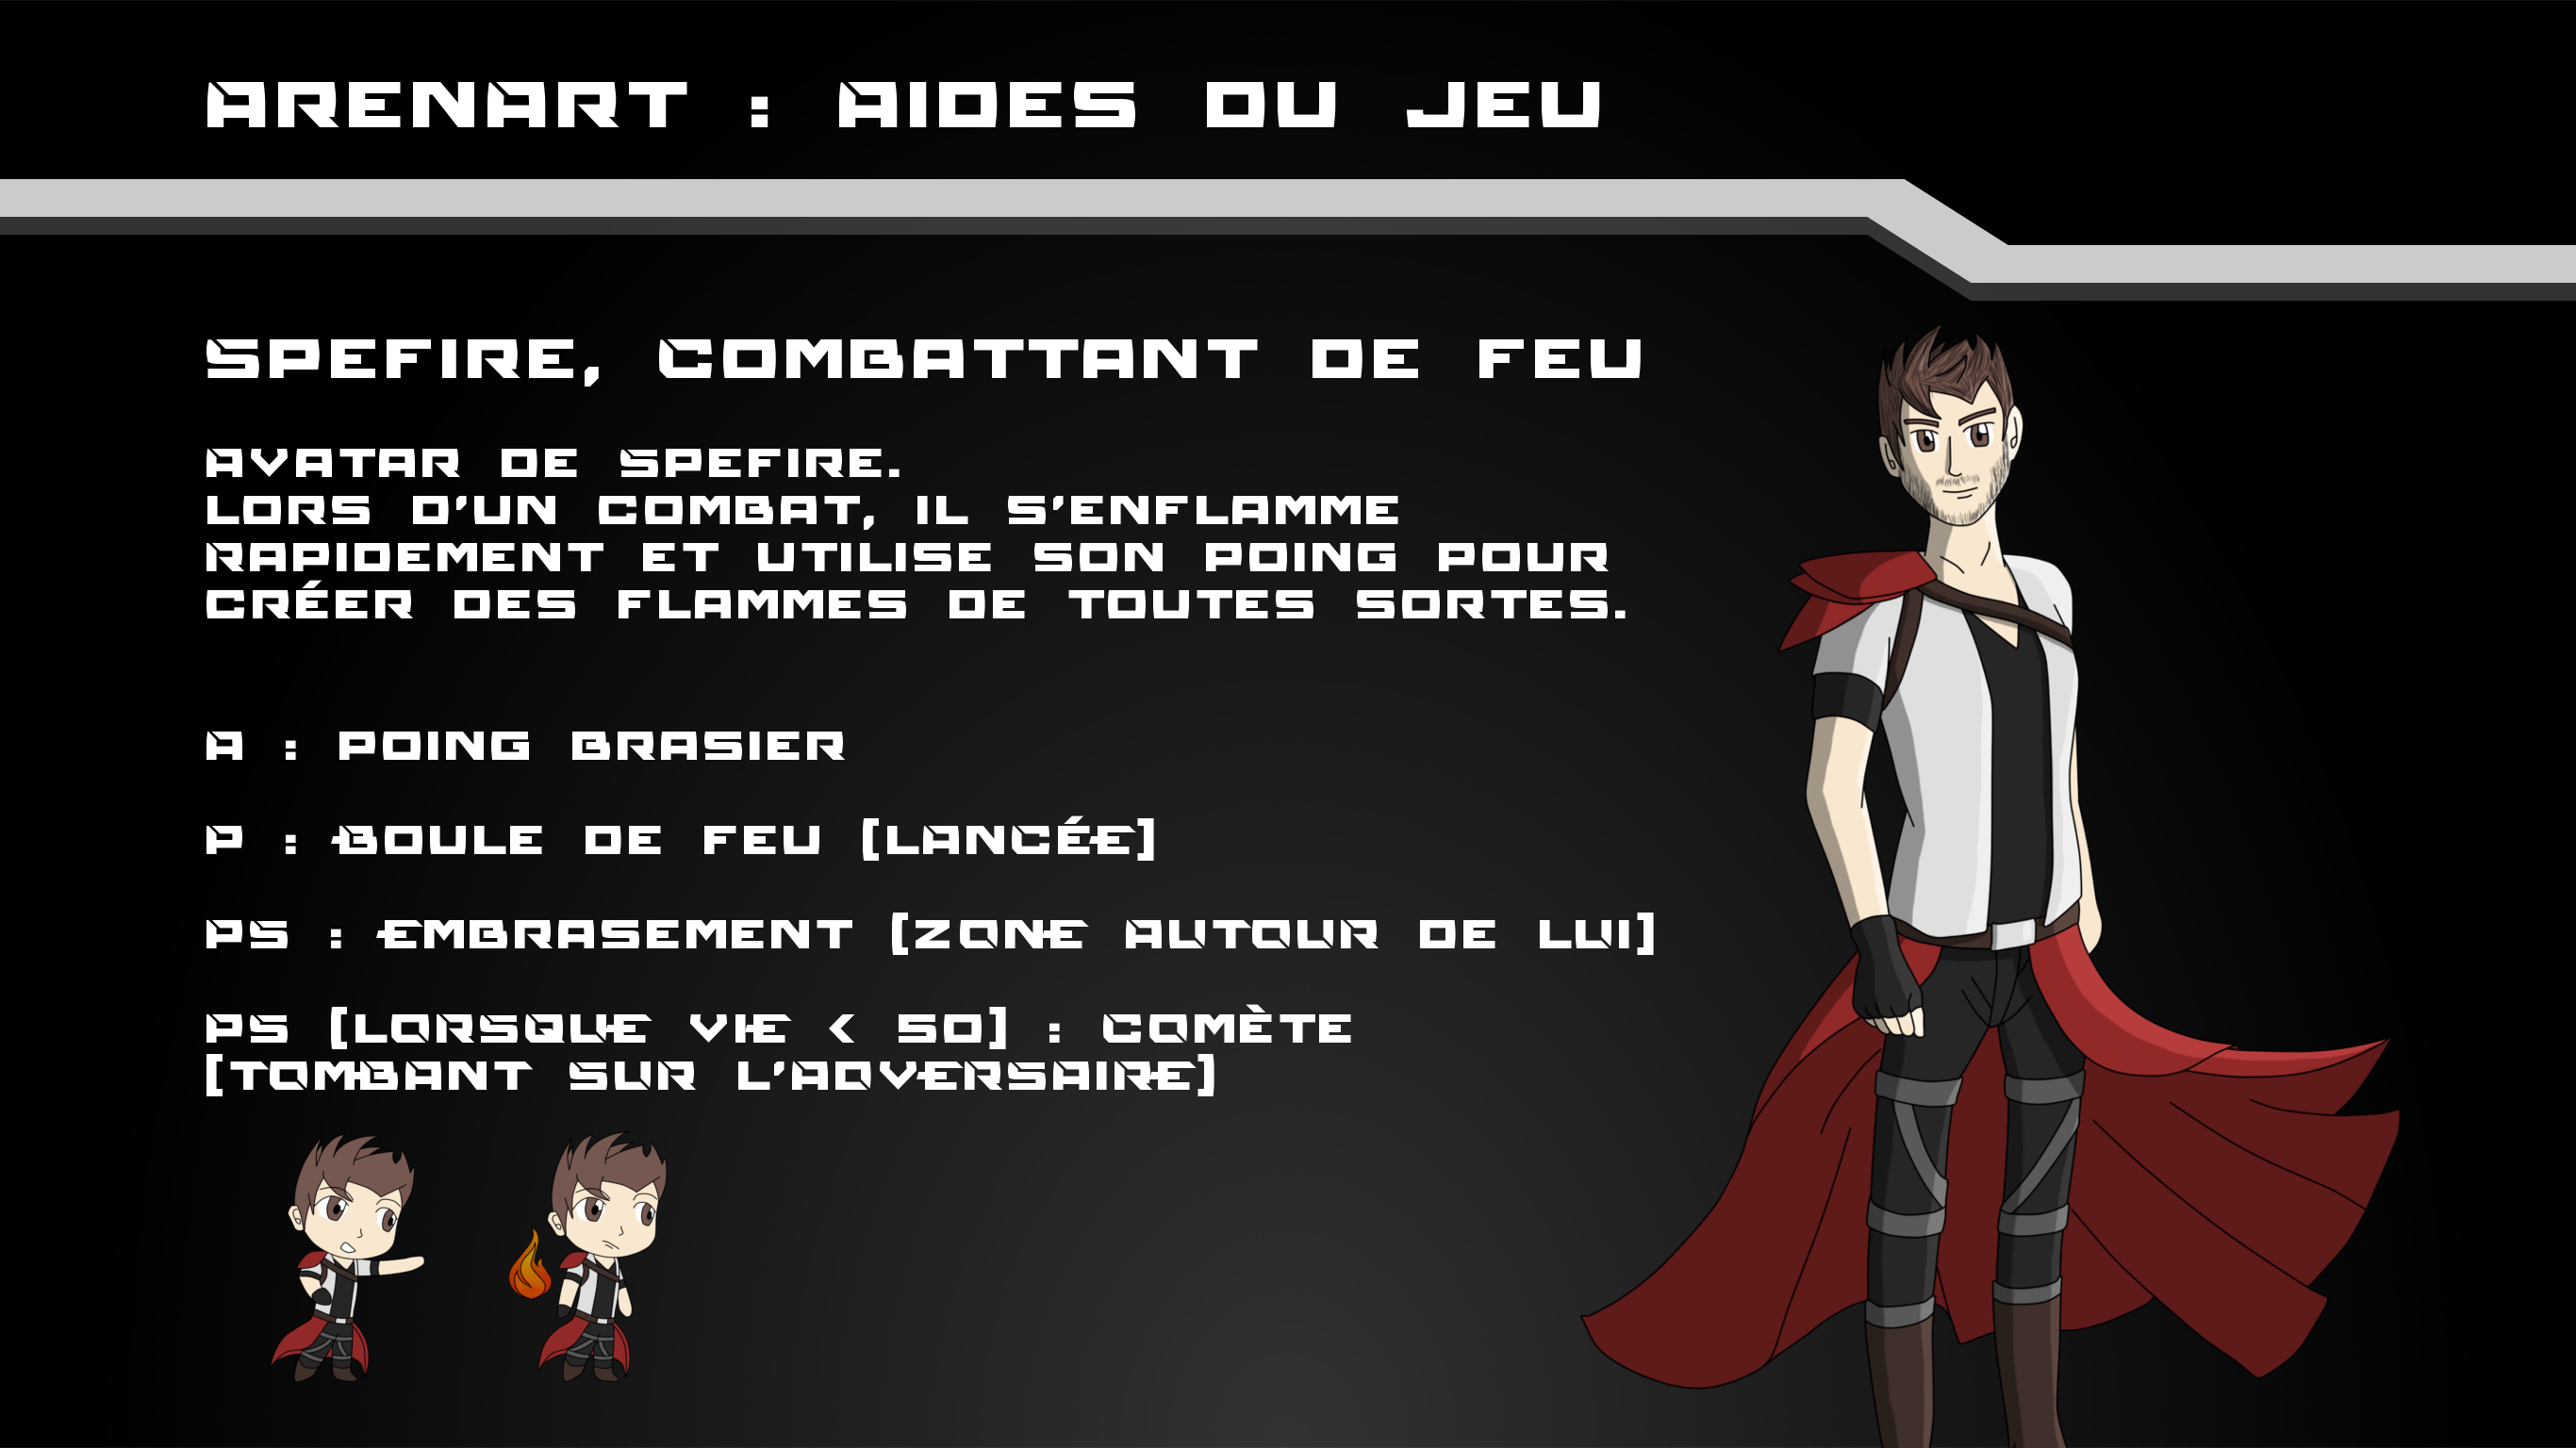 ARENART : AIDES DU JEU
SPEFIRE, COMBATTANT DE FEU
AVATAR DE SPEFIRE.
LORS D'UN COMBAT, IL S'ENFLAMME
RAPIDEMENT ET UTILISE SON POING POUR
CRÉER DES FLAMMES DE TOUTES SORTES.
A : POING BRASIER
P : BOULE DE FEU [LANCÉE]
PS : EMBRASEMENT [ZONE AUTOUR DE LUI]
PS [LORSQUE VIE < 50] : COMÈTE
[TOMBANT SUR L'ADVERSAIRE]